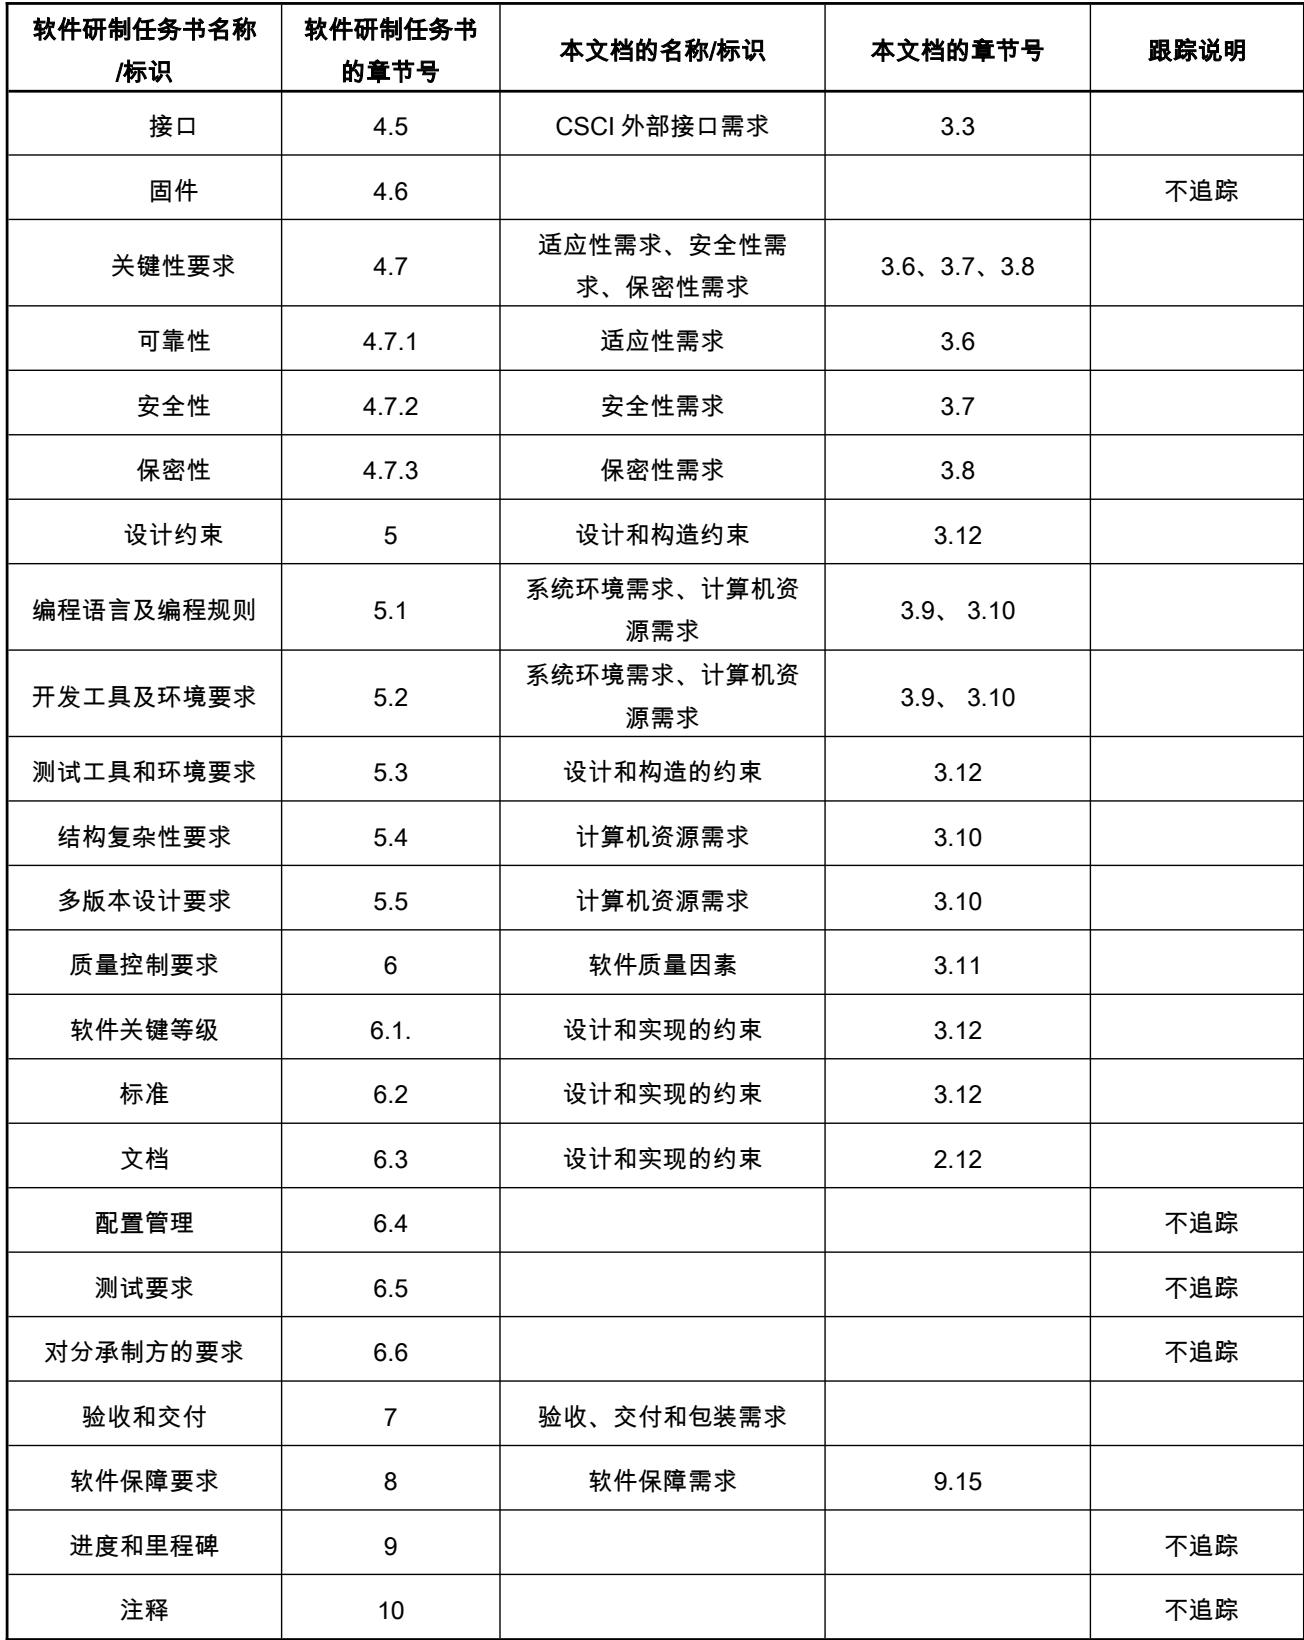 软件研制任务书名称/标识 软件研制任务书的章节号 本文档的名称/标识 本文档的章节号 跟踪说明
接口 4.5 CSCI 外部接口需求 3.3
固件 4.6 不追踪
关键性要求 4.7 适应性需求、安全性需求、保密性需求 3.6、3.7、3.8
可靠性 4.7.1 适应性需求 3.6
安全性 4.7.2 安全性需求 3.7
保密性 4.7.3 保密性需求 3.8
设计约束 5 设计和构造约束 3.12
编程语言及编程规则 5.1 系统环境需求、计算机资源需求 3.9、 3.10
开发工具及环境要求 5.2 系统环境需求、计算机资源需求 3.9、 3.10
测试工具和环境要求 5.3 设计和构造的约束 3.12
结构复杂性要求 5.4 计算机资源需求 3.10
多版本设计要求 5.5 计算机资源需求 3.10
质量控制要求 6 软件质量因素 3.11
软件关键等级 6.1. 设计和实现的约束 3.12
标准 6.2 设计和实现的约束 3.12
文档 6.3 设计和实现的约束 2.12
配置管理 6.4 不追踪
测试要求 6.5 不追踪
对分承制方的要求 6.6 不追踪
验收和交付 7 验收、交付和包装需求
软件保障要求 8 软件保障需求 9.15
进度和里程碑 9 不追踪
注释 10 不追踪